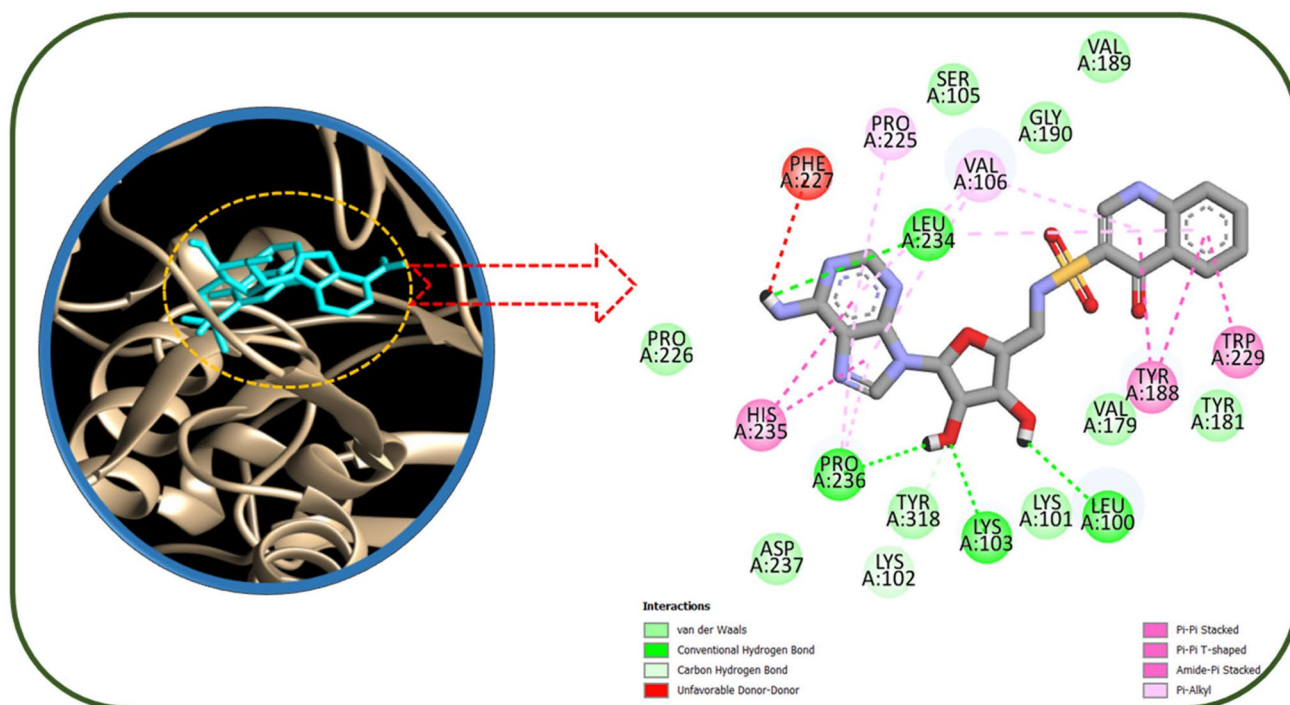 VAL
A:189
SER
A:105
GLY
A:190
PRO
A:225
PHE
A:227
VAL
A:106
LEU
A:234
PRO
A:226
TRP
A:229
TYR
A:188
HIS
A:235
VAL
A:179
TYR
A:181
PRO
A:236
TYR
A:318
LYS
A:103
LYS
A:101
LEU
A:100
ASP
A:237
LYS
A:102
Interactions
van der Waals
Conventional Hydrogen Bond
Carbon Hydrogen Bond
Unfavorable Donor-Donor
Pi-Pi Stacked
Pi-Pi T-shaped
Amide-Pi Stacked
Pi-Alkyl